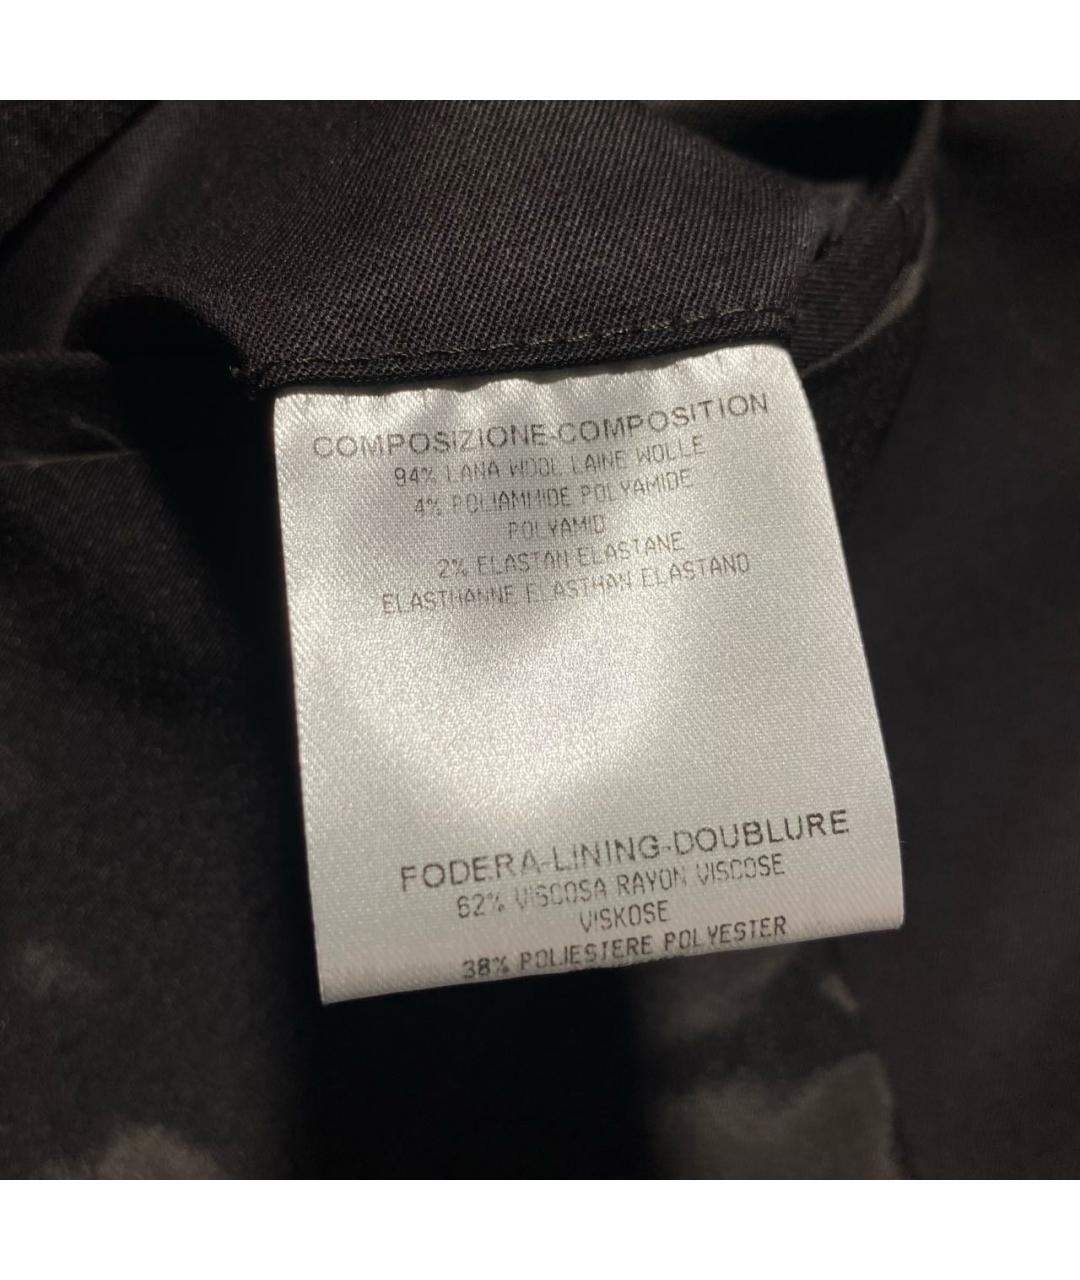 COMPOSIZIONE-COMPOSITION
94% LANA WOOL LAINE WOLLE
4% POLIAMMIDE POLYAMIDE
POLYAMID
2% ELASTAN ELASTANE
ELASTHANNE ELASTHAN ELASTANO
FODERA-LINING-DOUBLURE
62% VISCOSA RAYON VISCOSE
VISKOSE
38% POLIESTERE POLYESTER